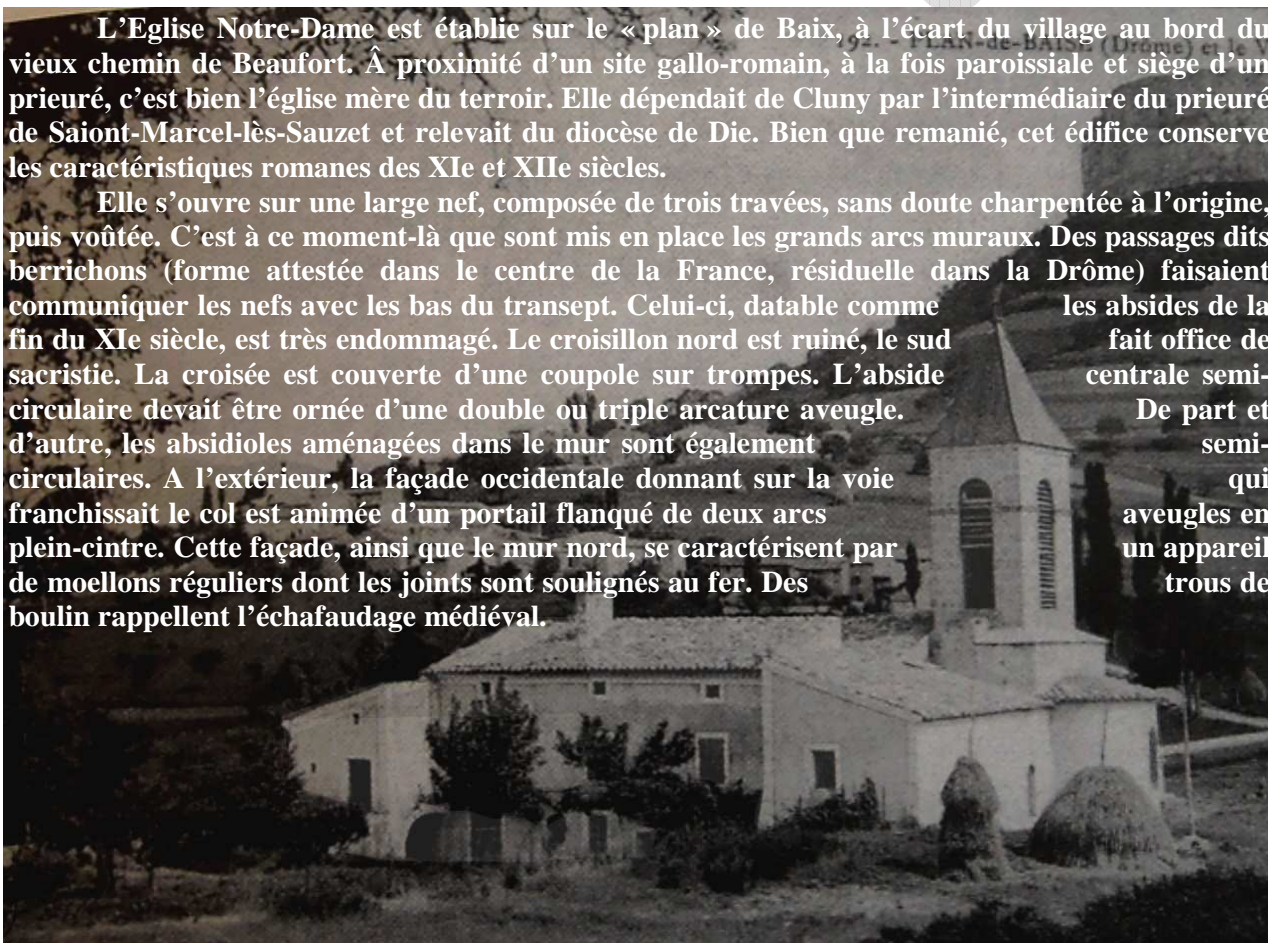 92 - PLAN-de-BAISE (Drôme) et le V
L’Eglise Notre-Dame est établie sur le « plan » de Baix, à l’écart du village au bord du
vieux chemin de Beaufort. Â proximité d’un site gallo-romain, à la fois paroissiale et siège d’un
prieuré, c’est bien l’église mère du terroir. Elle dépendait de Cluny par l’intermédiaire du prieuré
de Saiont-Marcel-lès-Sauzet et relevait du diocèse de Die. Bien que remanié, cet édifice conserve
les caractéristiques romanes des XIe et XIIe siècles.
Elle s’ouvre sur une large nef, composée de trois travées, sans doute charpentée à l’origine,
puis voûtée. C’est à ce moment-là que sont mis en place les grands arcs muraux. Des passages dits
berrichons (forme attestée dans le centre de la France, résiduelle dans la Drôme) faisaient
communiquer les nefs avec les bas du transept. Celui-ci, datable comme les absides de la
fin du XIe siècle, est très endommagé. Le croisillon nord est ruiné, le sud fait office de
sacristie. La croisée est couverte d’une coupole sur trompes. L’abside centrale semi-
circulaire devait être ornée d’une double ou triple arcature aveugle. De part et
d’autre, les absidioles aménagées dans le mur sont également semi-
circulaires. A l’extérieur, la façade occidentale donnant sur la voie qui
franchissait le col est animée d’un portail flanqué de deux arcs aveugles en
plein-cintre. Cette façade, ainsi que le mur nord, se caractérisent par un appareil
de moellons réguliers dont les joints sont soulignés au fer. Des trous de
boulin rappellent l’échafaudage médiéval.